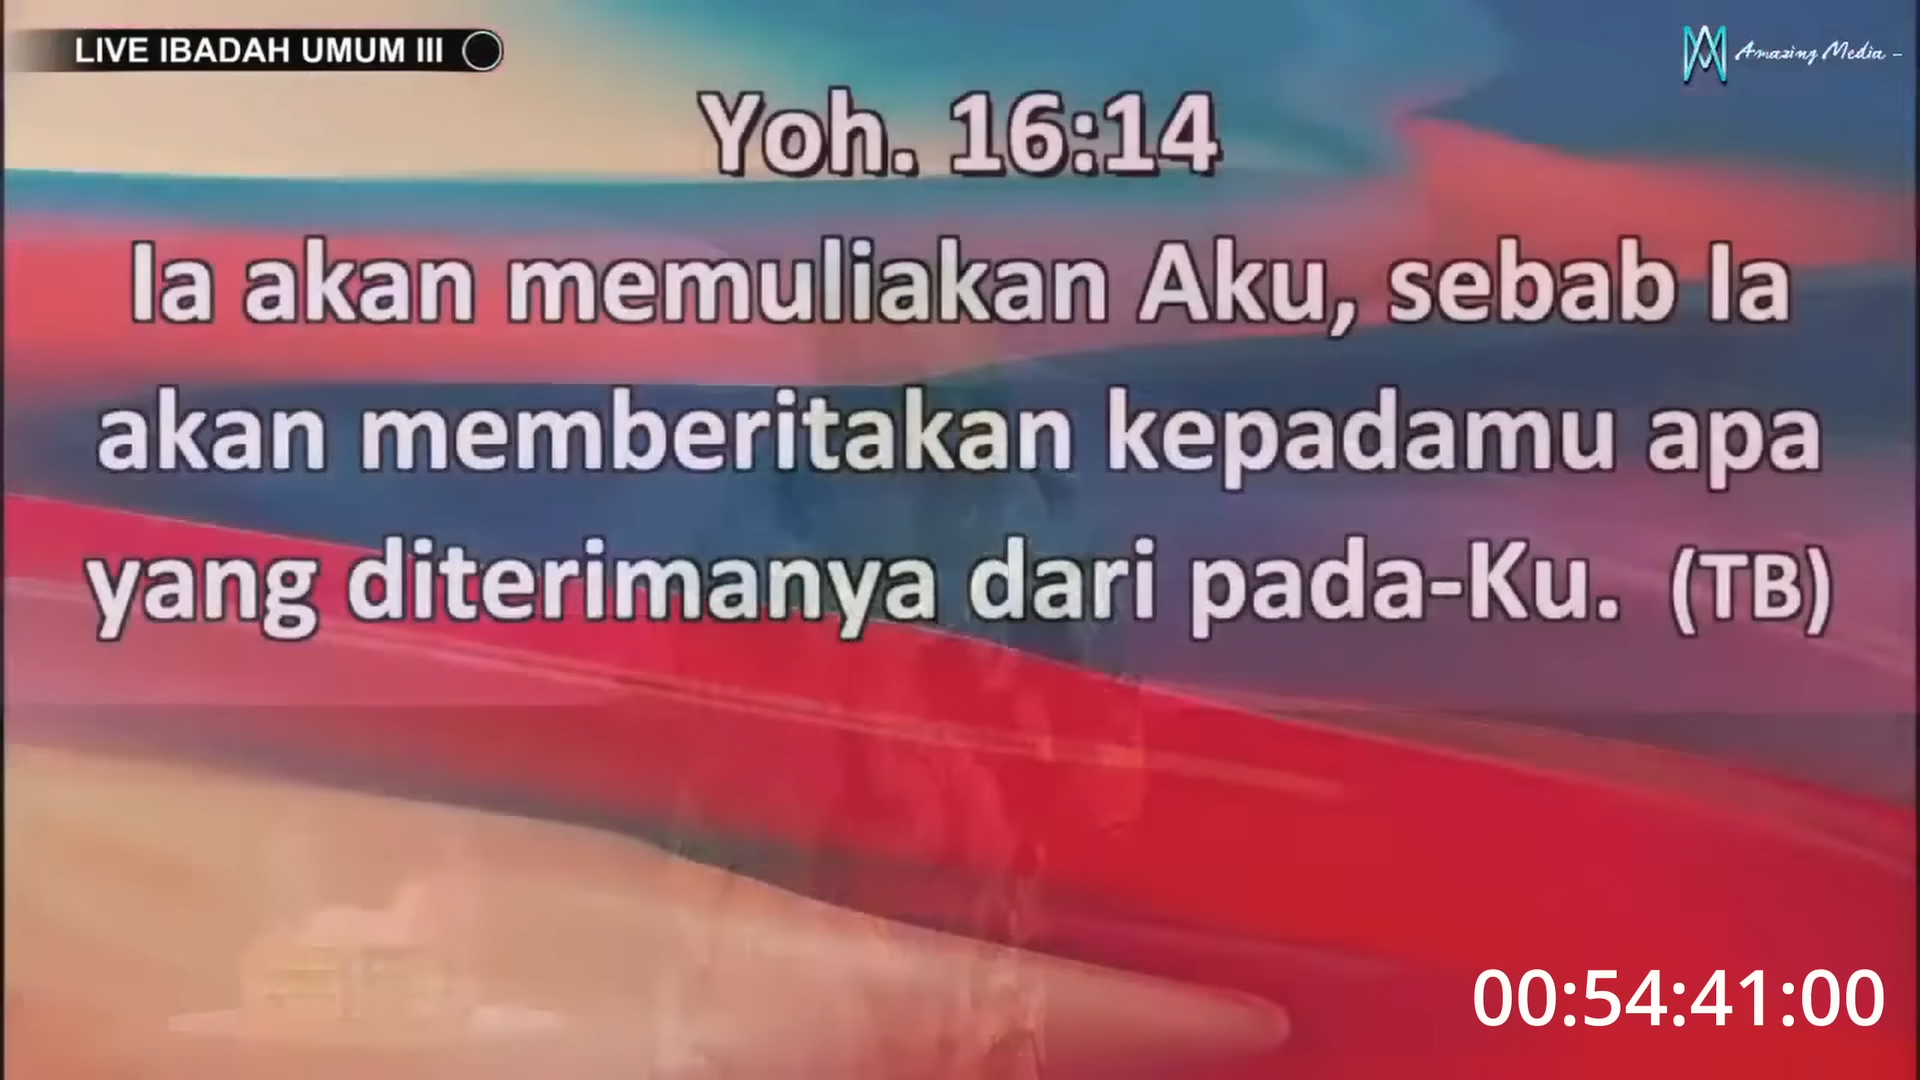 LIVE IBADAH UMUM III
Amazing Media -
Yoh. 16:14
Ia akan memuliakan Aku, sebab Ia
akan memberitakan kepadamu apa
yang diterimanya dari pada-Ku. (TB)
00:54:41:00